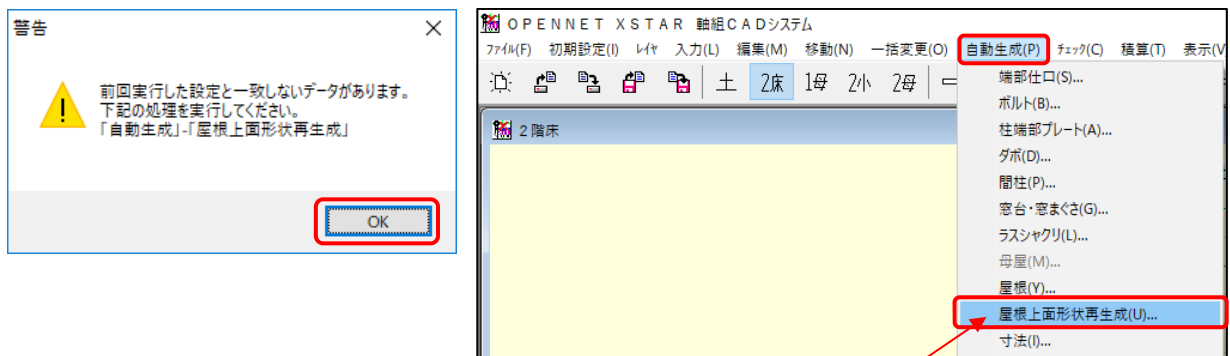 警告
前回実行した設定と一致しないデータがあります。
下記の処理を実行してください。
「自動生成」-「屋根上面形状再生成」
OK
OPENNET XSTAR 軸組CADシステム
ファイル(F) 初期設定(I) レイヤ 入力(L) 編集(M) 移動(N) 一括変更(O) 自動生成(P) チェック(C) 積算(T) 表示(V
土 2床 1母 2小 2母
2階床
端部仕口(S)...
ボルト(B)...
柱端部プレート(A)...
ダボ(D)...
間柱(P)...
窓台・窓まぐさ(G)...
ラスシャクリ(L)...
母屋(M)...
屋根(Y)...
屋根上面形状再生成(U)...
寸法(I)...